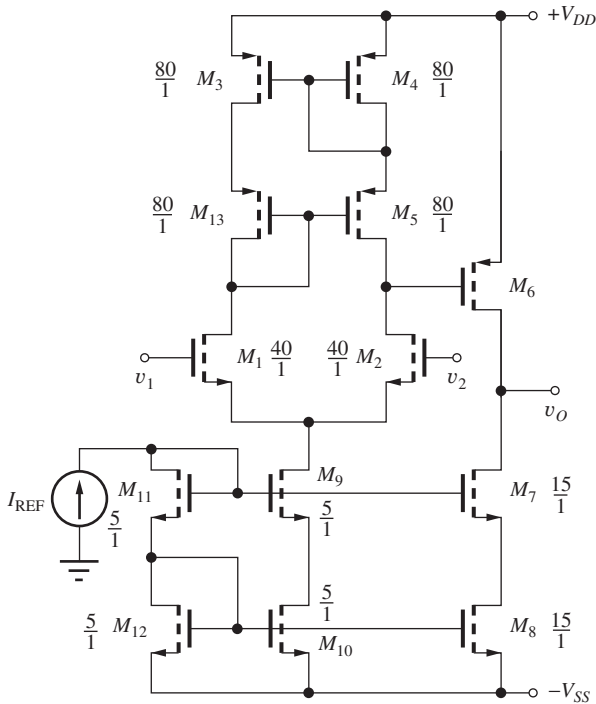 +V_DD
80/1 M_3 M_4 80/1
80/1 M_13 M_5 80/1
M_6
M_1 40/1 40/1 M_2
v_1 v_2 v_O
M_11 M_9 M_7 15/1
I_REF 5/1 5/1
5/1 M_12 5/1 M_10 M_8 15/1
−V_SS